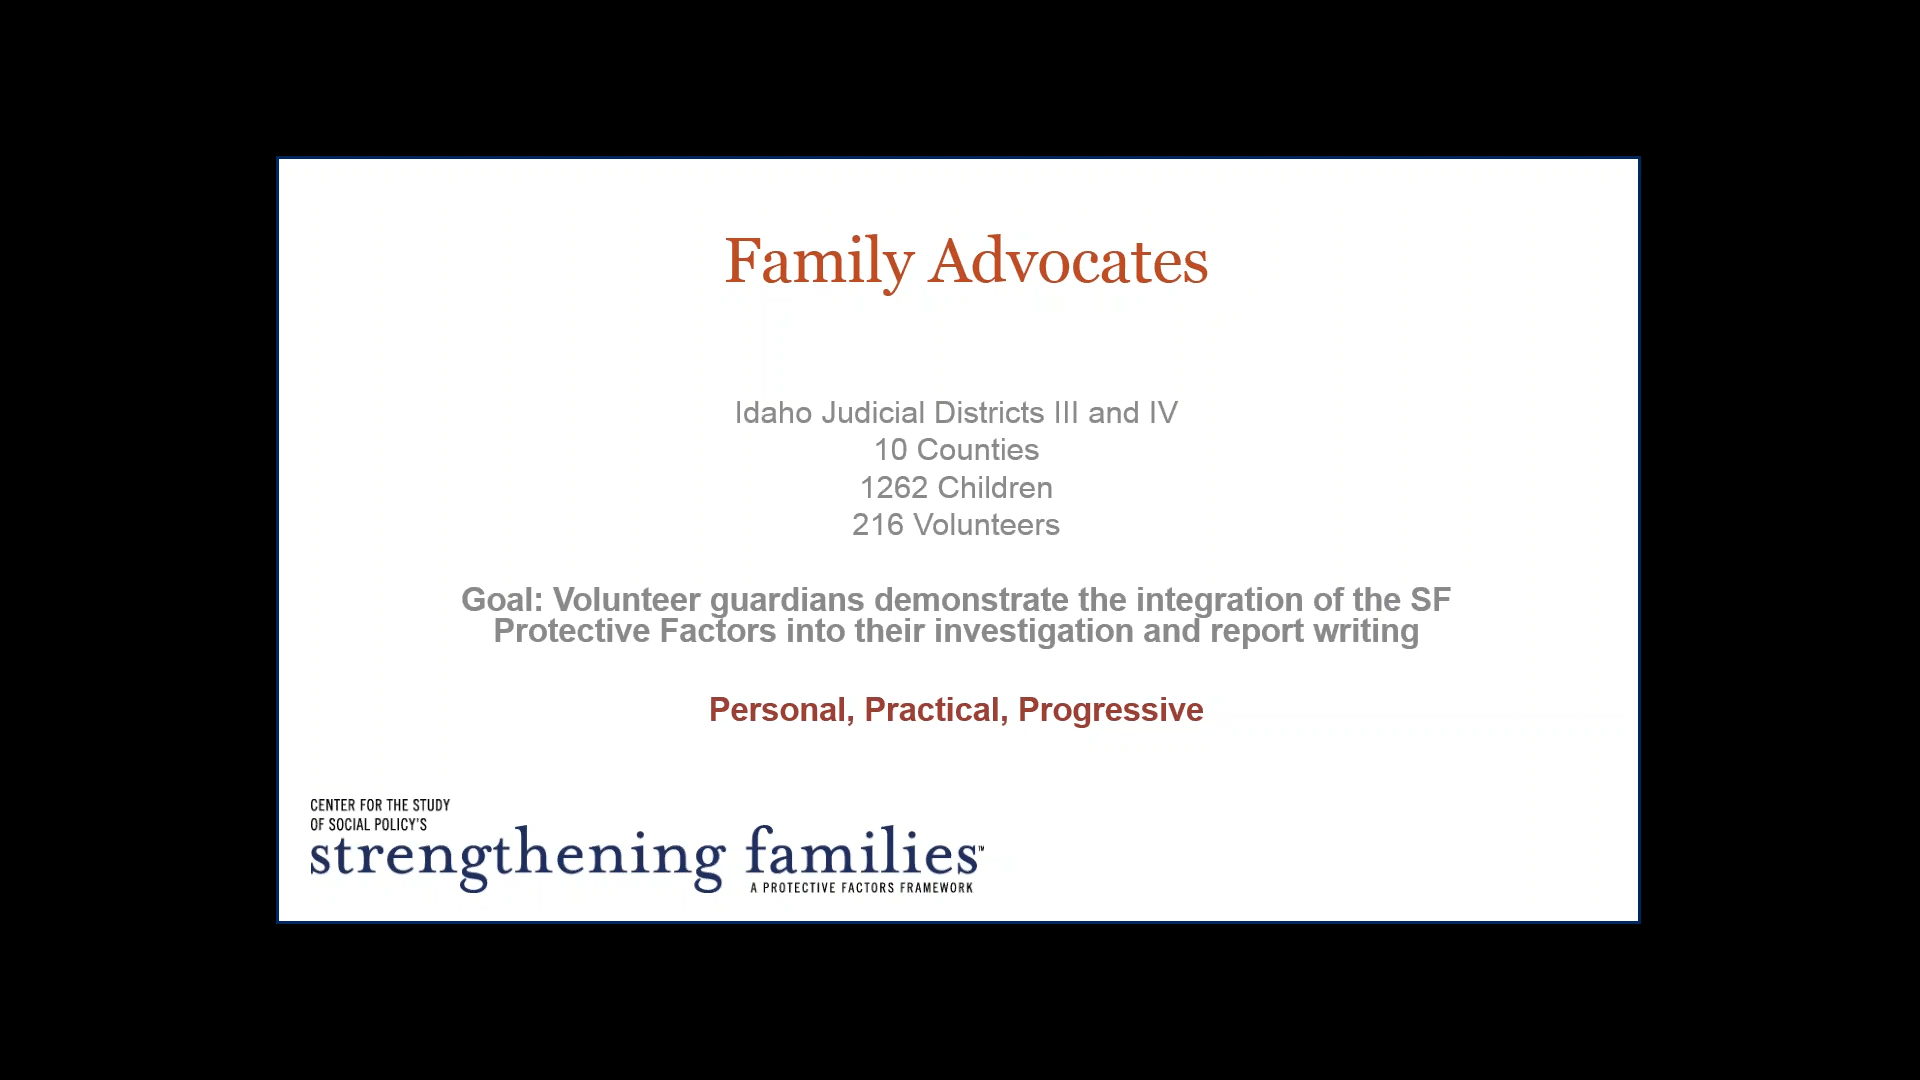 Family Advocates
Idaho Judicial Districts III and IV
10 Counties
1262 Children
216 Volunteers
Goal: Volunteer guardians demonstrate the integration of the SF
Protective Factors into their investigation and report writing
Personal, Practical, Progressive
CENTER FOR THE STUDY
OF SOCIAL POLICY'S
strengthening families™
A PROTECTIVE FACTORS FRAMEWORK